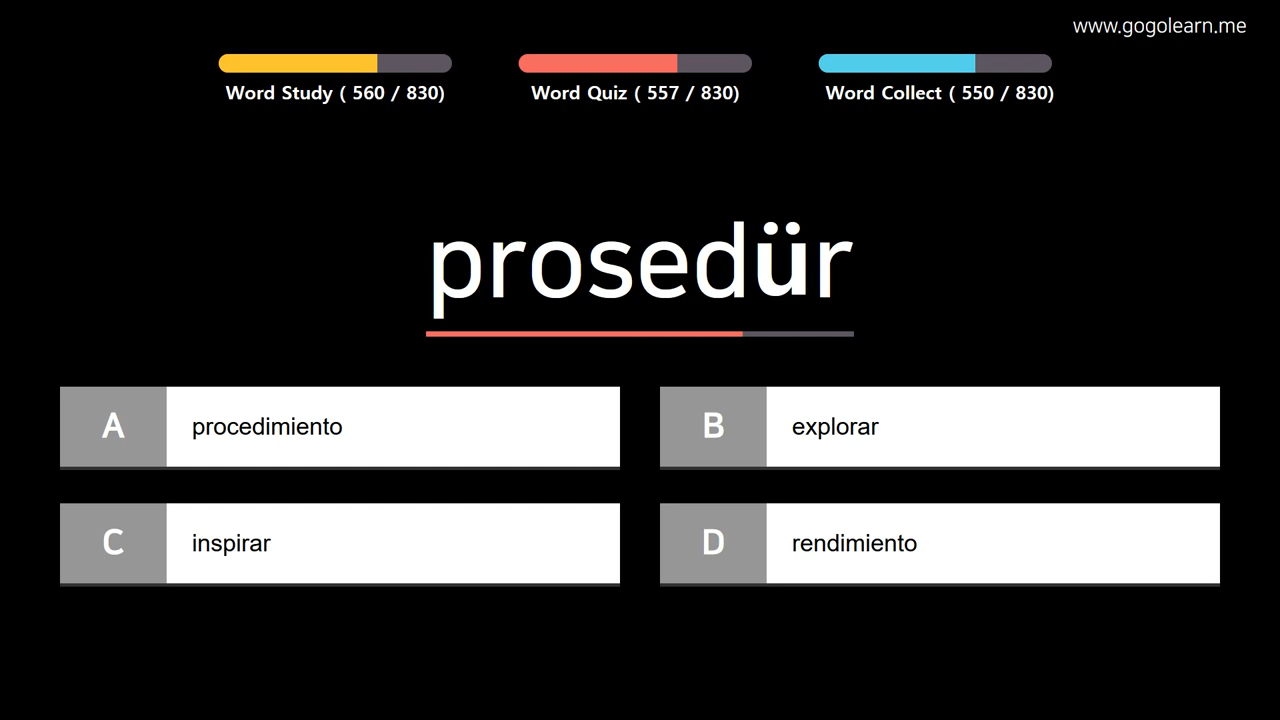 www.gogolearn.me
Word Study ( 560 / 830)
Word Quiz ( 557 / 830)
Word Collect ( 550 / 830)
prosedür
A procedimiento
B explorar
C inspirar
D rendimiento